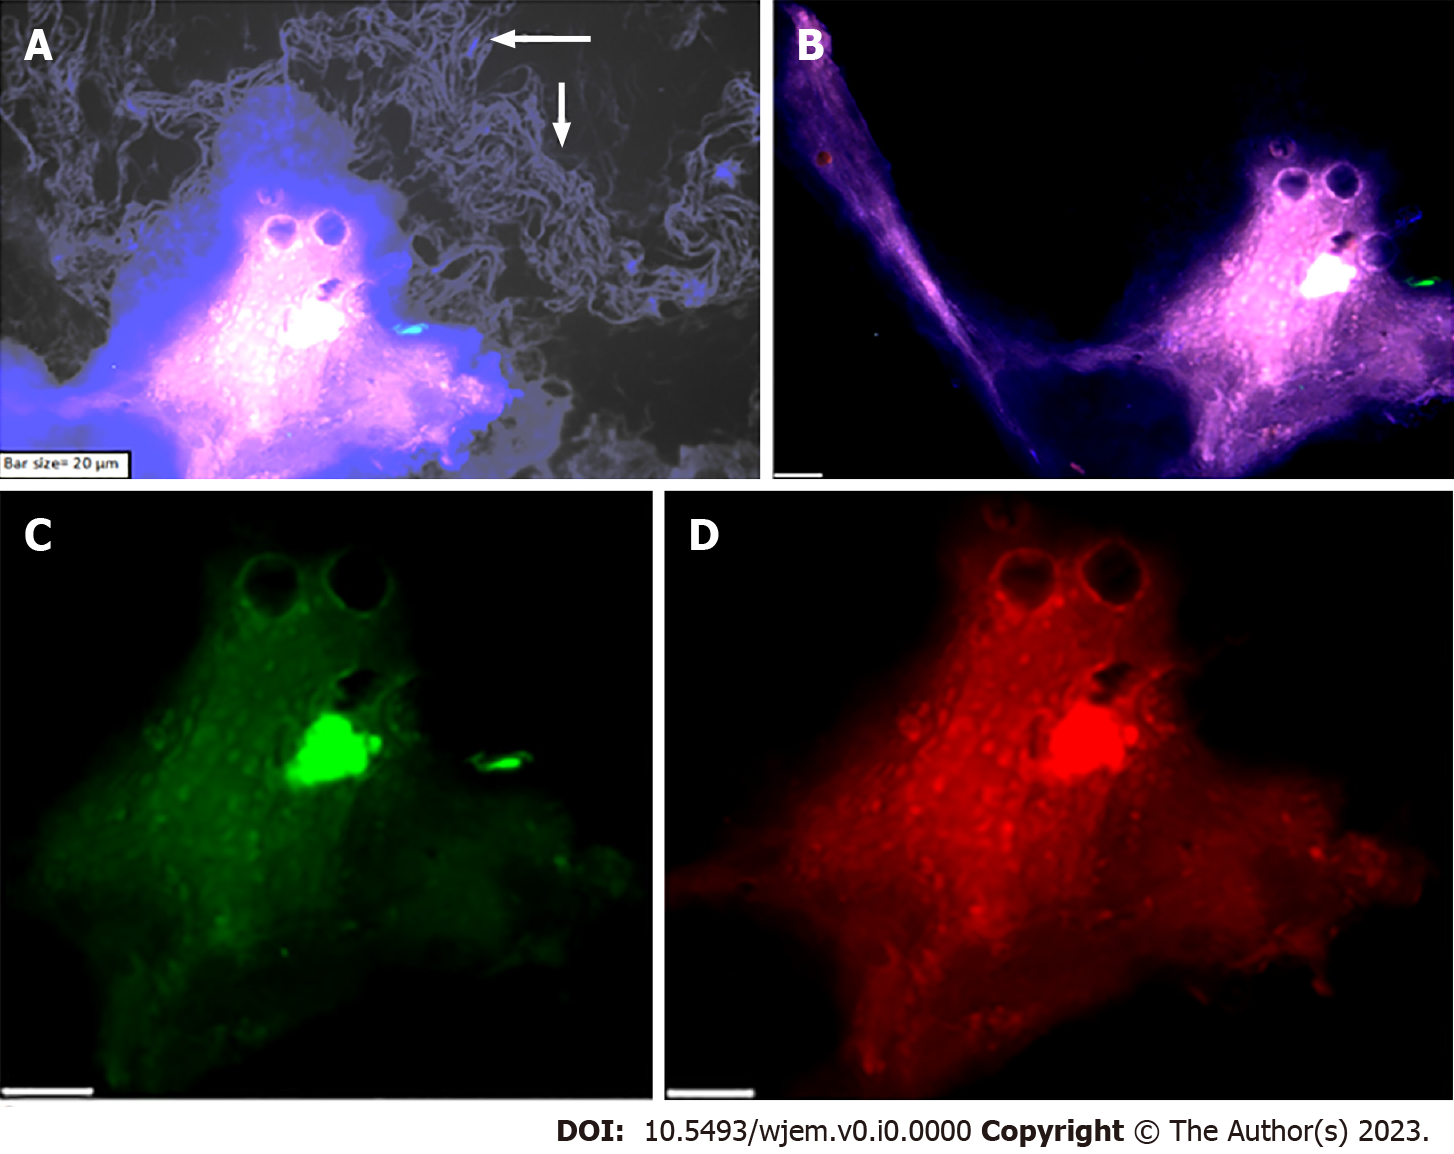 A
B
Bar size= 20 µm
C
D
DOI: 10.5493/wjem.v0.i0.0000 Copyright © The Author(s) 2023.